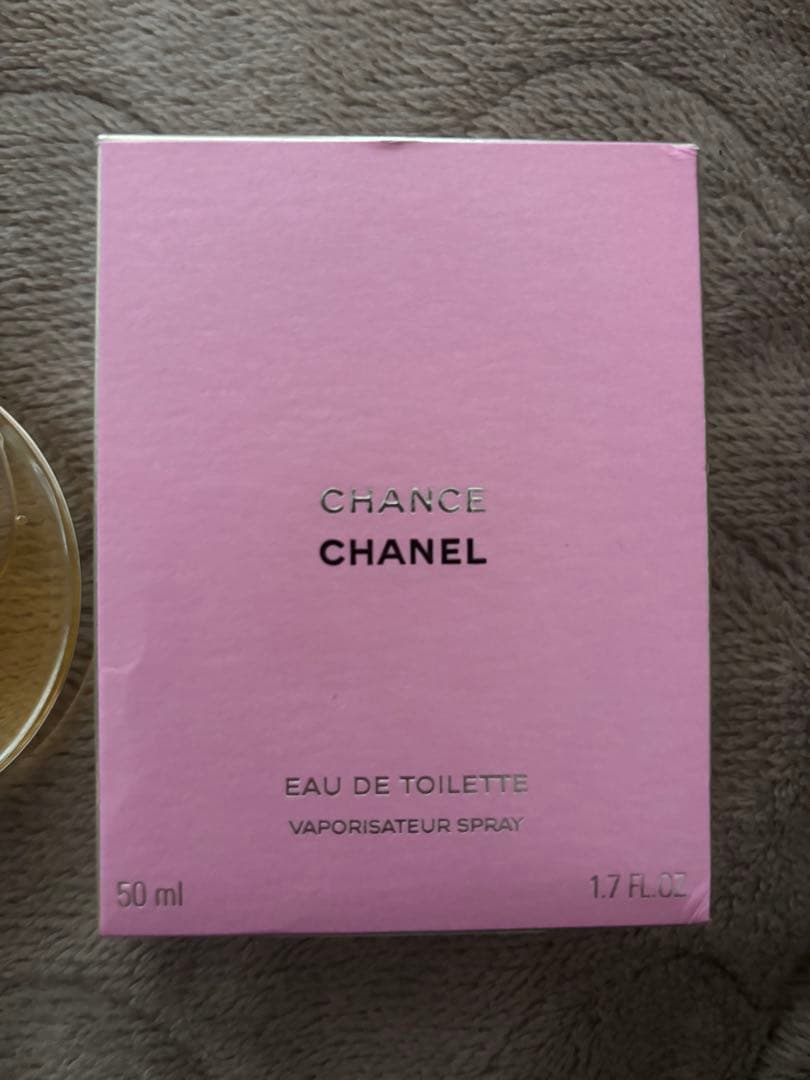 CHANCE
CHANEL
EAU DE TOILETTE
VAPORISATEUR SPRAY
50 ml 1.7 FL.OZ